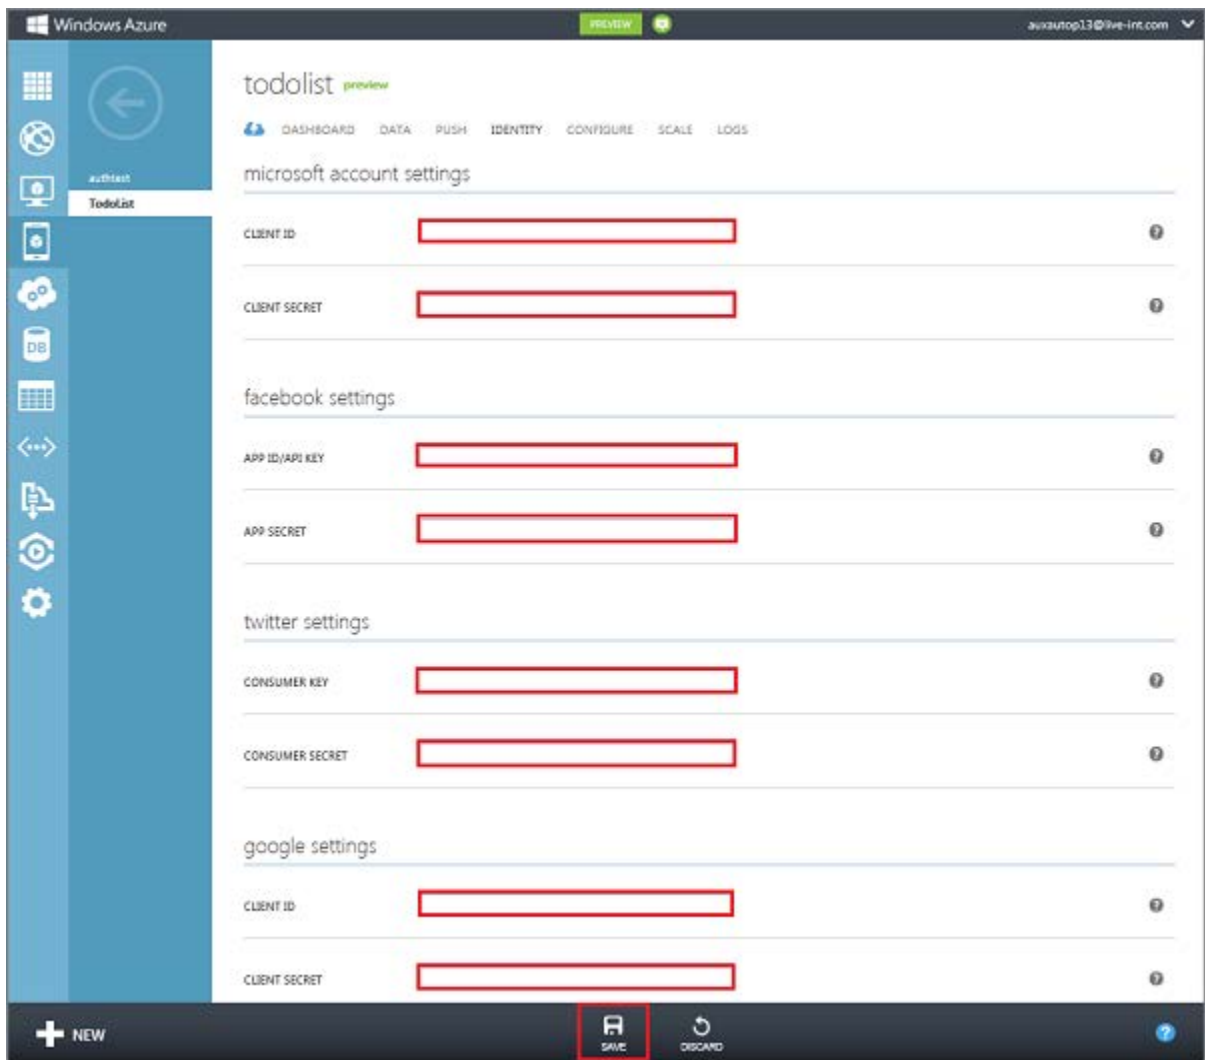 Windows Azure
PREVIEW
auxautop13@live-int.com
todolist preview
DASHBOARD DATA PUSH IDENTITY CONFIGURE SCALE LOGS
authtest
TodoList
microsoft account settings
CLIENT ID
CLIENT SECRET
DB
facebook settings
APP ID/API KEY
APP SECRET
twitter settings
CONSUMER KEY
CONSUMER SECRET
google settings
CLIENT ID
CLIENT SECRET
NEW
SAVE
DISCARD